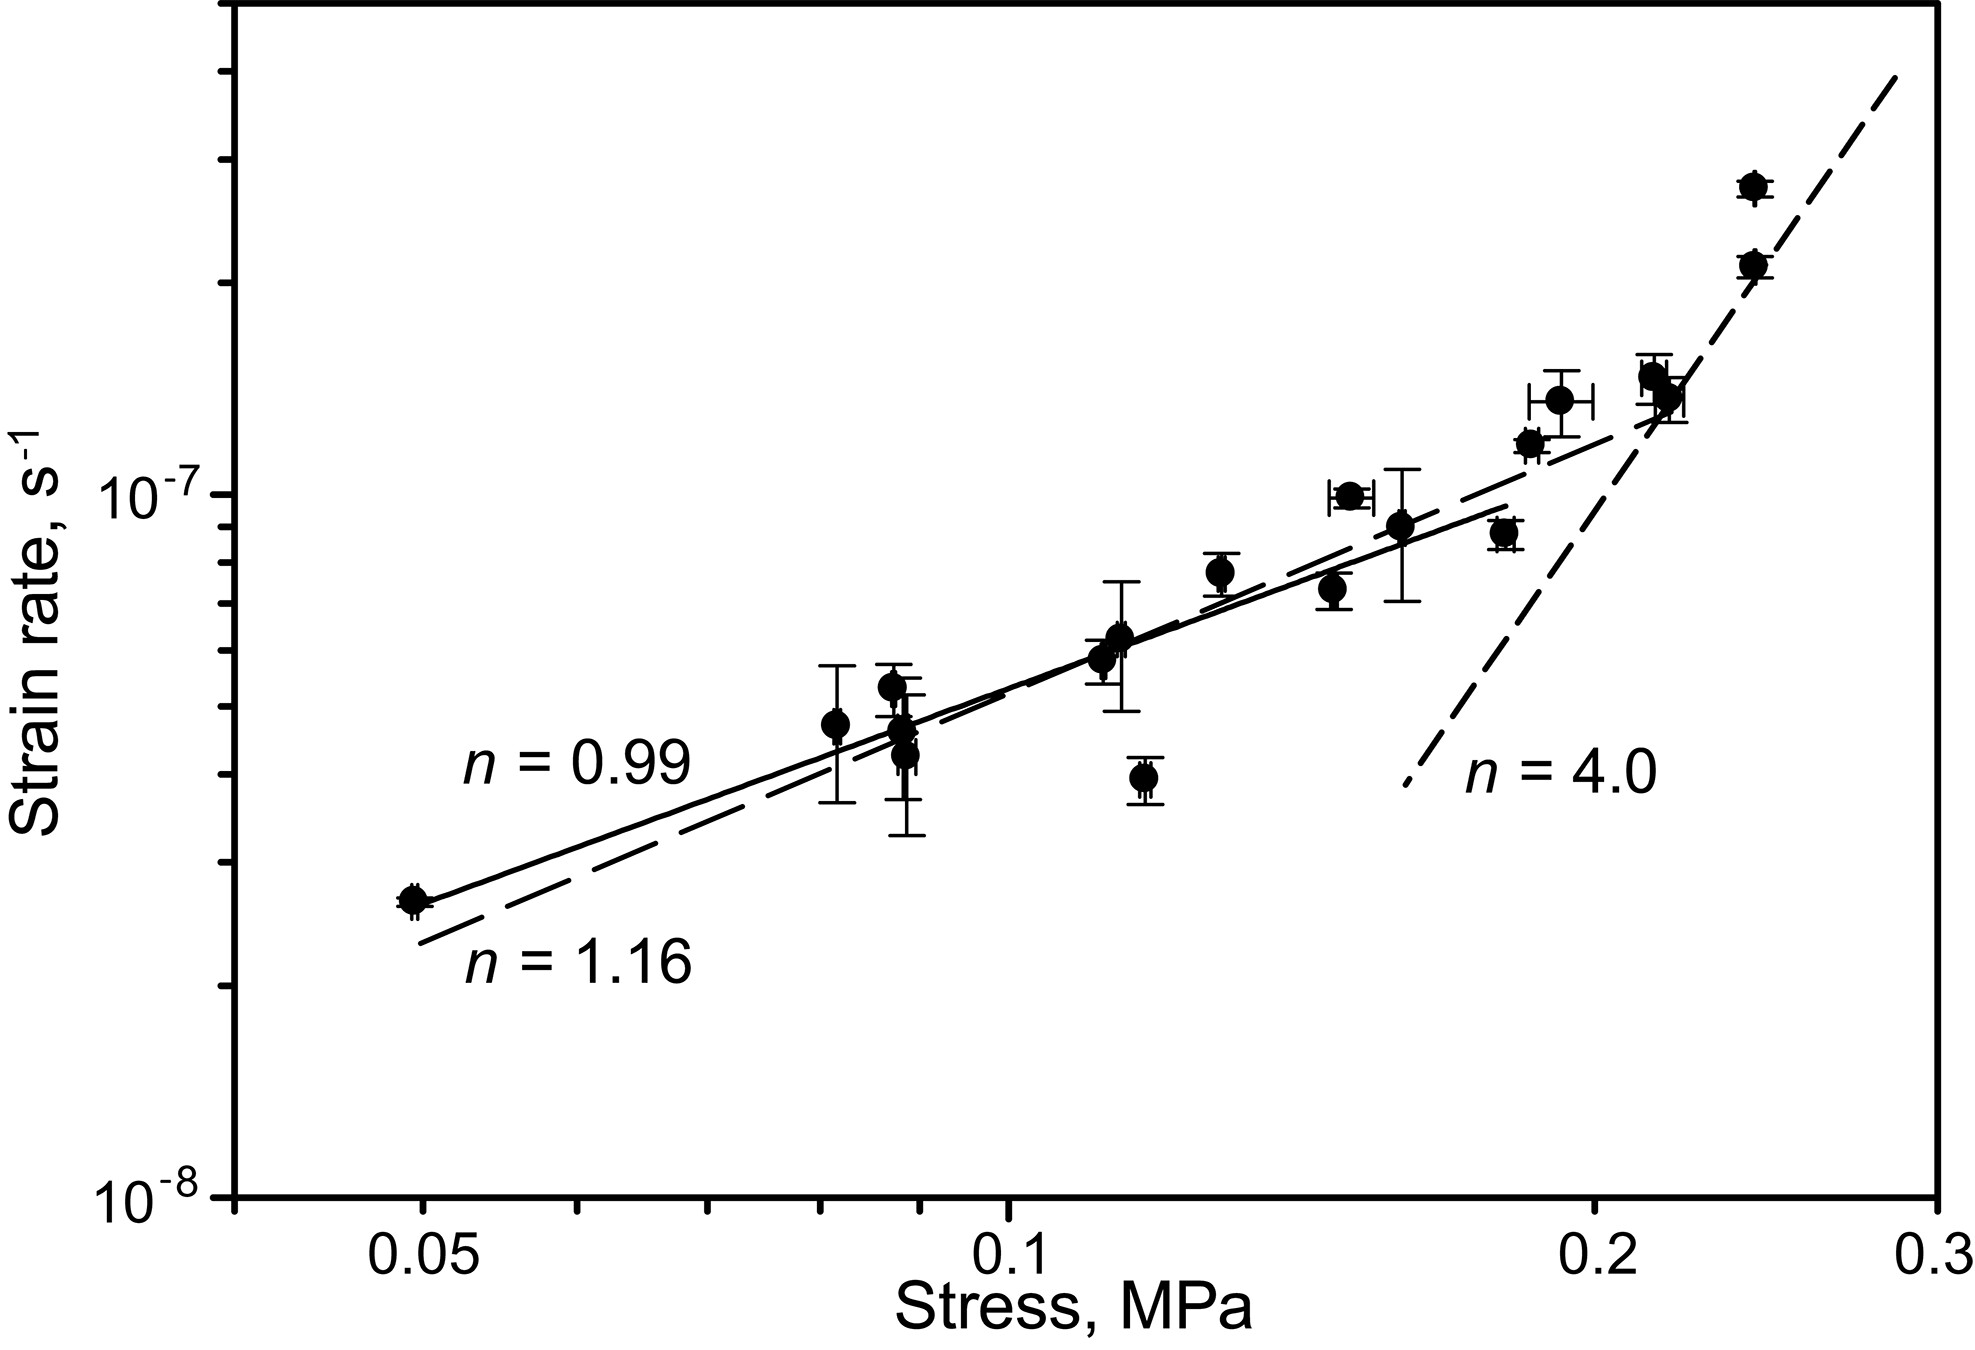 Strain rate, s⁻¹
10⁻⁷
10⁻⁸
n = 0.99
n = 1.16
n = 4.0
0.05 0.1 0.2 0.3
Stress, MPa